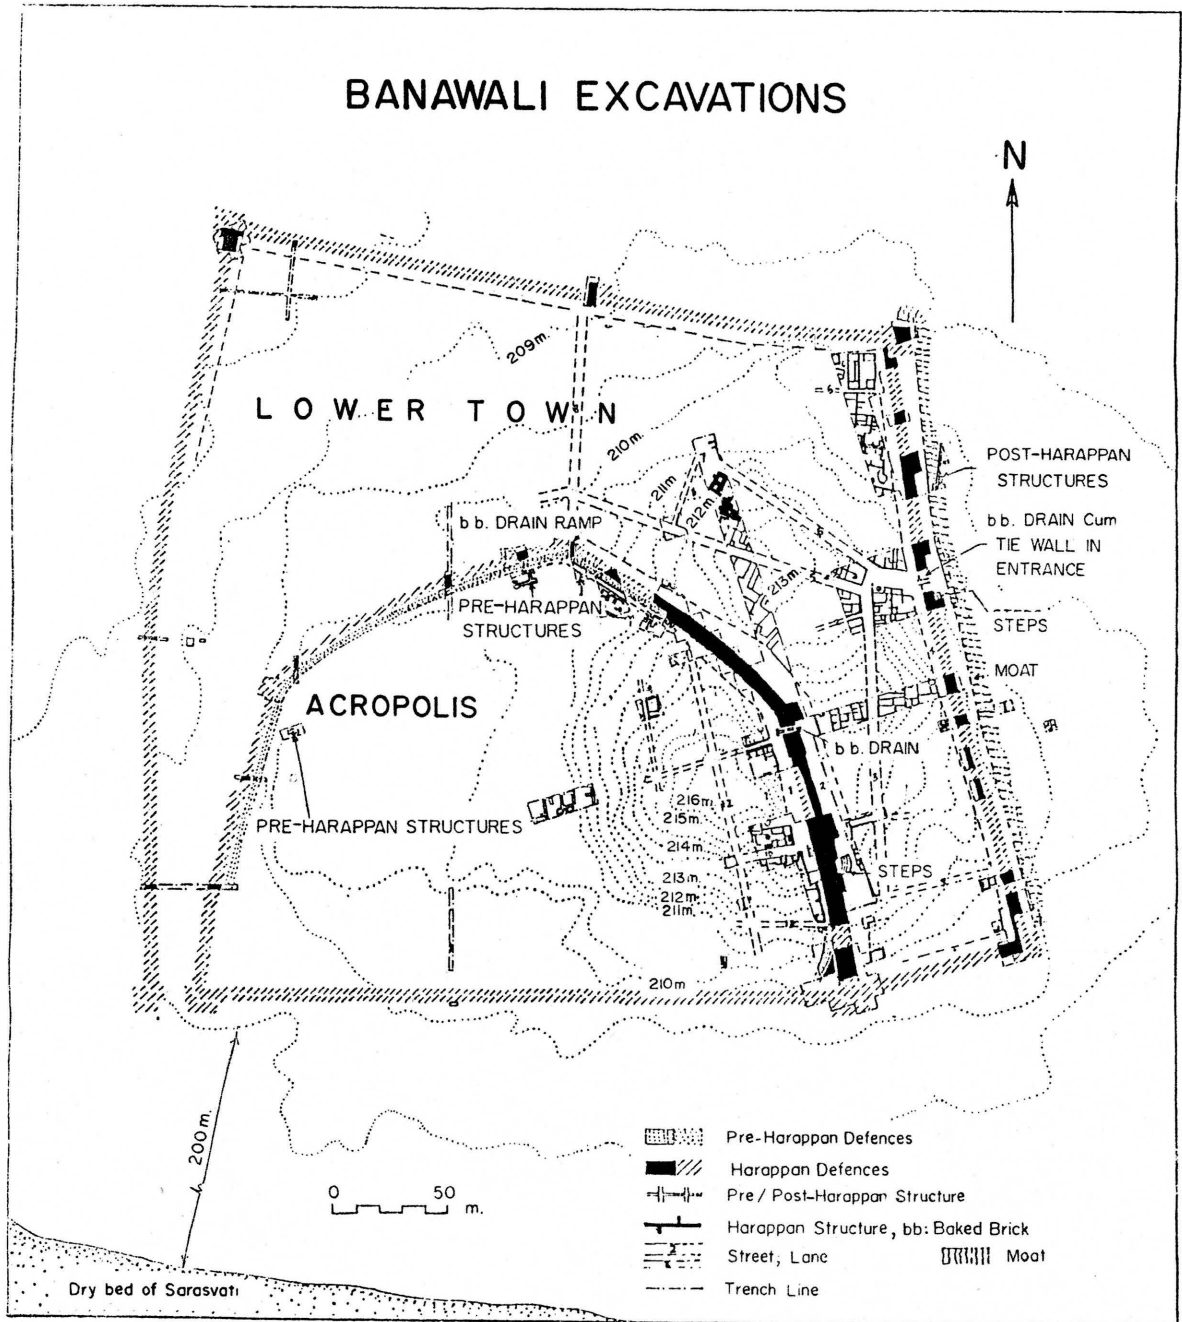 BANAWALI EXCAVATIONS
N
209m.
LOWER TOWN
210m.
211m
212m
POST-HARAPPAN
STRUCTURES
b b. DRAIN RAMP
b b. DRAIN Cum
TIE WALL IN
ENTRANCE
213m
PRE-HARAPPAN
STRUCTURES
STEPS
MOAT
ACROPOLIS
b b. DRAIN
PRE-HARAPPAN STRUCTURES
216m.
215m.
214m.
213m.
212m.
211m.
STEPS
210m
200m.
0 50
m.
Pre-Harappan Defences
Harappan Defences
Pre / Post-Harappan Structure
Harappan Structure, bb: Baked Brick
Street, Lane
Moat
Trench Line
Dry bed of Sarasvati